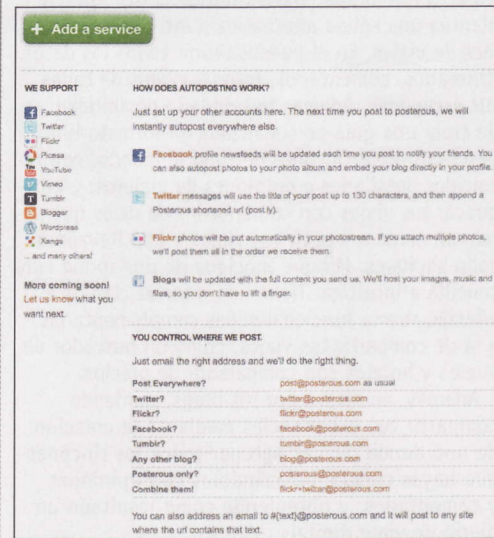 + Add a service
WE SUPPORT
Facebook
Twitter
Flickr
Picasa
YouTube
Vimeo
Tumblr
Blogger
Wordpress
Xanga
... and many others!
More coming soon!
Let us know what you
want next.
HOW DOES AUTOPOSTING WORK?
Just set up your other accounts here. The next time you post to posterous, we will
instantly autopost everywhere else.
Facebook profile newsfeeds will be updated each time you post to notify your friends. You
can also autopost photos to your photo album and embed your blog directly in your profile.
Twitter messages will use the title of your post up to 130 characters, and then append a
Posterous shortened url (post.ly).
Flickr photos will be put automatically in your photostream. If you attach multiple photos,
we'll post them all in the order we receive them.
Blogs will be updated with the full content you send us. We'll host your images, music and
files, so you don't have to lift a finger.
YOU CONTROL WHERE WE POST.
Just email the right address and we'll do the right thing.
Post Everywhere? post@posterous.com as usual
Twitter? twitter@posterous.com
Flickr? flickr@posterous.com
Facebook? facebook@posterous.com
Tumblr? tumblr@posterous.com
Any other blog? blog@posterous.com
Posterous only? posterous@posterous.com
Combine them! flickr+twitter@posterous.com
You can also address an email to #{text}@posterous.com and it will post to any site
where the url contains that text.